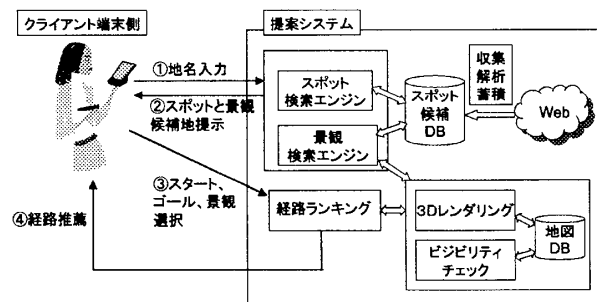 クライアント端末側
提案システム
①地名入力
②スポットと景観
候補地提示
スポット
検索エンジン
景観
検索エンジン
スポット
候補
DB
収集
解析
蓄積
Web
③スタート、
ゴール、景観
選択
④経路推薦
経路ランキング
3Dレンダリング
ビジビリティ
チェック
地図
DB